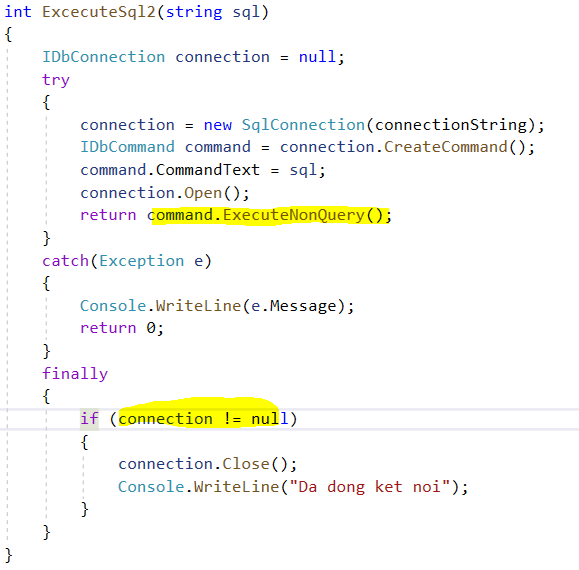 int ExcecuteSql2(string sql)
{
    IDbConnection connection = null;
    try
    {
        connection = new SqlConnection(connectionString);
        IDbCommand command = connection.CreateCommand();
        command.CommandText = sql;
        connection.Open();
        return command.ExecuteNonQuery();
    }
    catch(Exception e)
    {
        Console.WriteLine(e.Message);
        return 0;
    }
    finally
    {
        if (connection != null)
        {
            connection.Close();
            Console.WriteLine("Da dong ket noi");
        }
    }
}